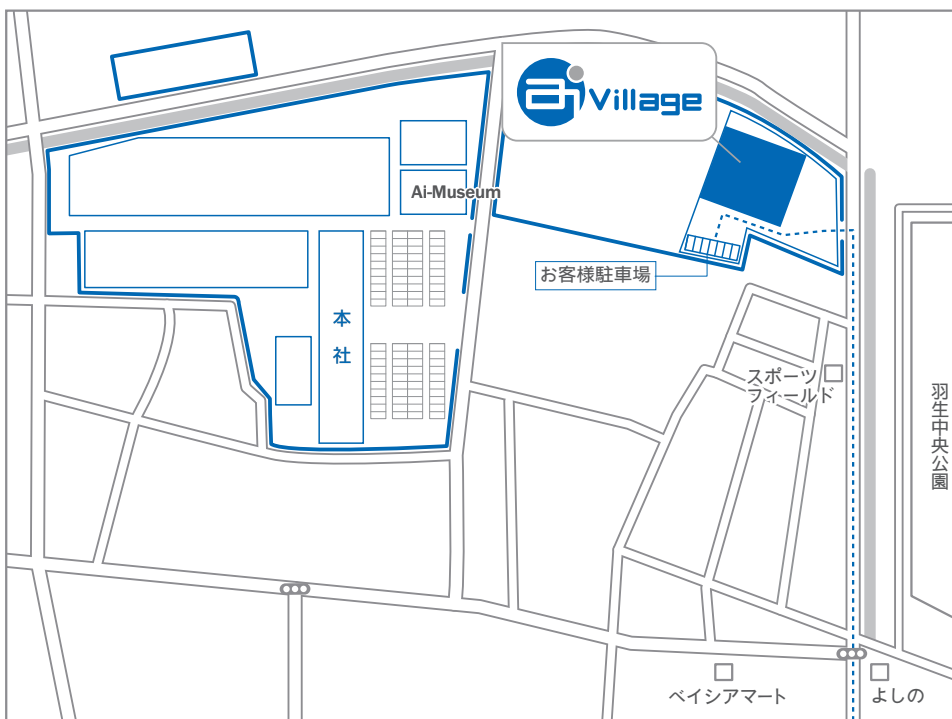 Ai Village
Ai-Museum
お客様駐車場
本社
スポーツ
フィールド
羽生中央公園
ベイシアマート
よしの